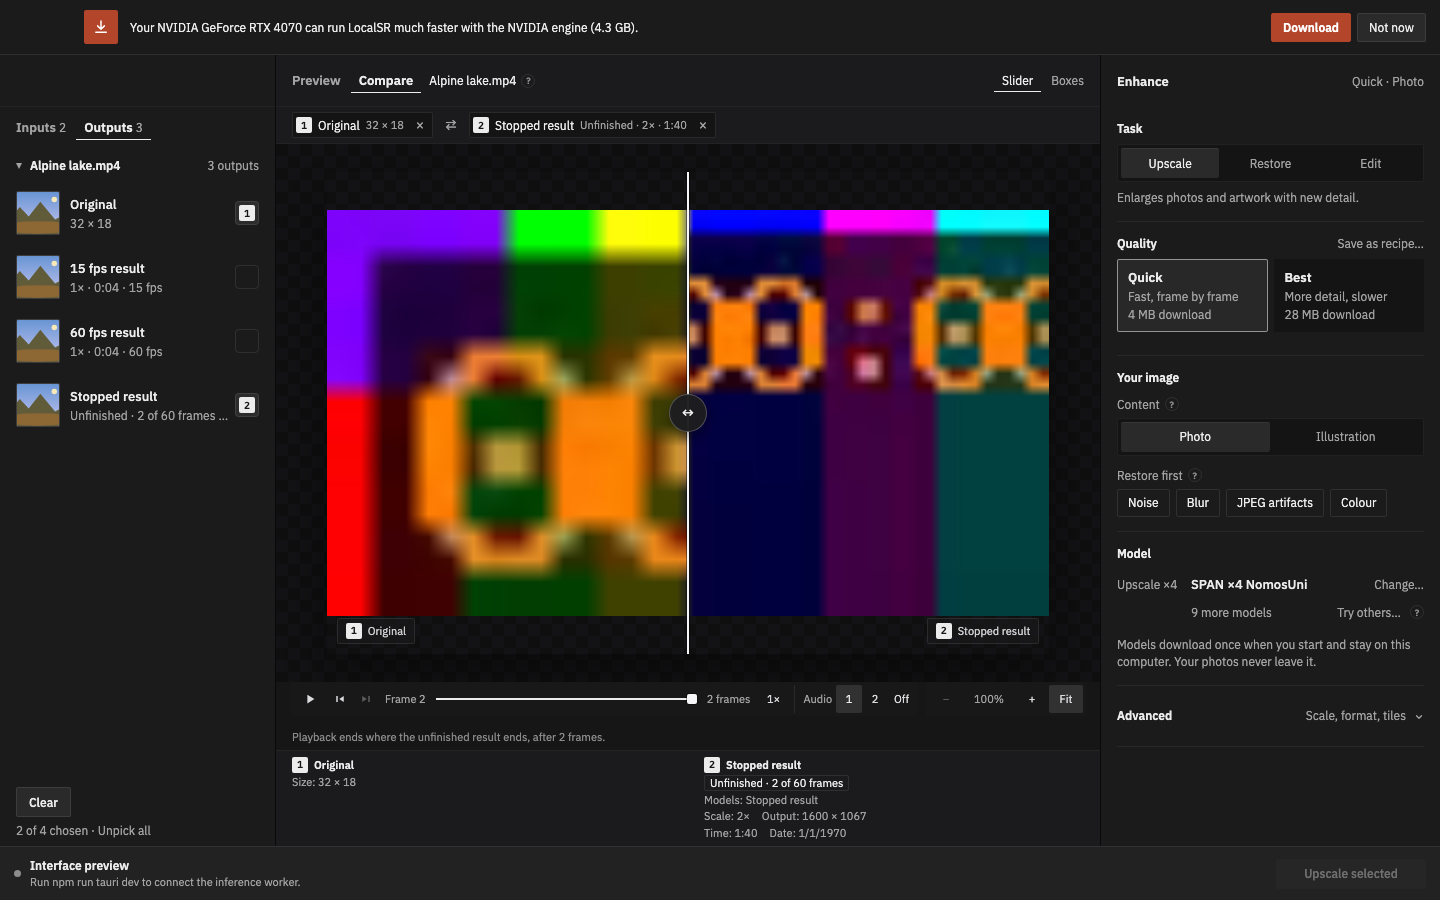 Your NVIDIA GeForce RTX 4070 can run LocalSR much faster with the NVIDIA engine (4.3 GB).
Download
Not now
Inputs 2
Outputs 3
Alpine lake.mp4
3 outputs
Original
32 × 18
1
15 fps result
1× · 0:04 · 15 fps
60 fps result
1× · 0:04 · 60 fps
Stopped result
Unfinished · 2 of 60 frames ...
2
Clear
2 of 4 chosen · Unpick all
Preview
Compare
Alpine lake.mp4
?
Slider
Boxes
1 Original 32 × 18 ×
2 Stopped result Unfinished · 2× · 1:40 ×
1 Original
2 Stopped result
Frame 2
2 frames
1×
Audio
1
2
Off
100%
+
Fit
Playback ends where the unfinished result ends, after 2 frames.
1 Original
Size: 32 × 18
2 Stopped result
Unfinished · 2 of 60 frames
Models: Stopped result
Scale: 2× Output: 1600 × 1067
Time: 1:40 Date: 1/1/1970
Enhance
Quick · Photo
Task
Upscale
Restore
Edit
Enlarges photos and artwork with new detail.
Quality
Save as recipe...
Quick
Fast, frame by frame
4 MB download
Best
More detail, slower
28 MB download
Your image
Content ?
Photo
Illustration
Restore first ?
Noise
Blur
JPEG artifacts
Colour
Model
Upscale ×4
SPAN ×4 NomosUni
Change...
9 more models
Try others... ?
Models download once when you start and stay on this
computer. Your photos never leave it.
Advanced
Scale, format, tiles
Interface preview
Run npm run tauri dev to connect the inference worker.
Upscale selected